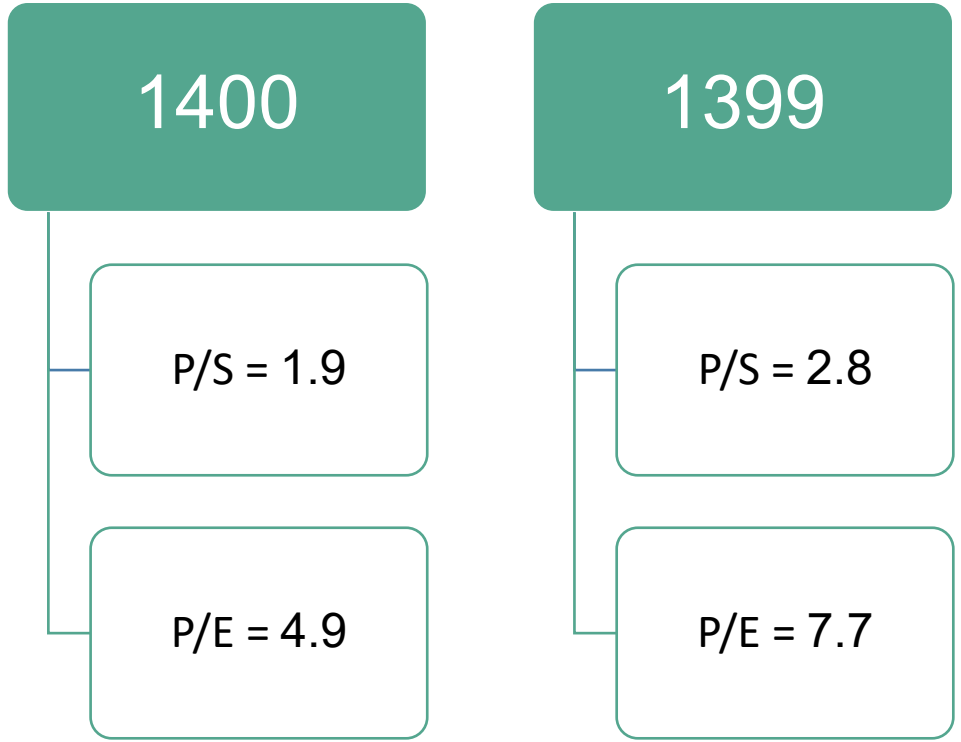 1400
P/S = 1.9
P/E = 4.9
1399
P/S = 2.8
P/E = 7.7